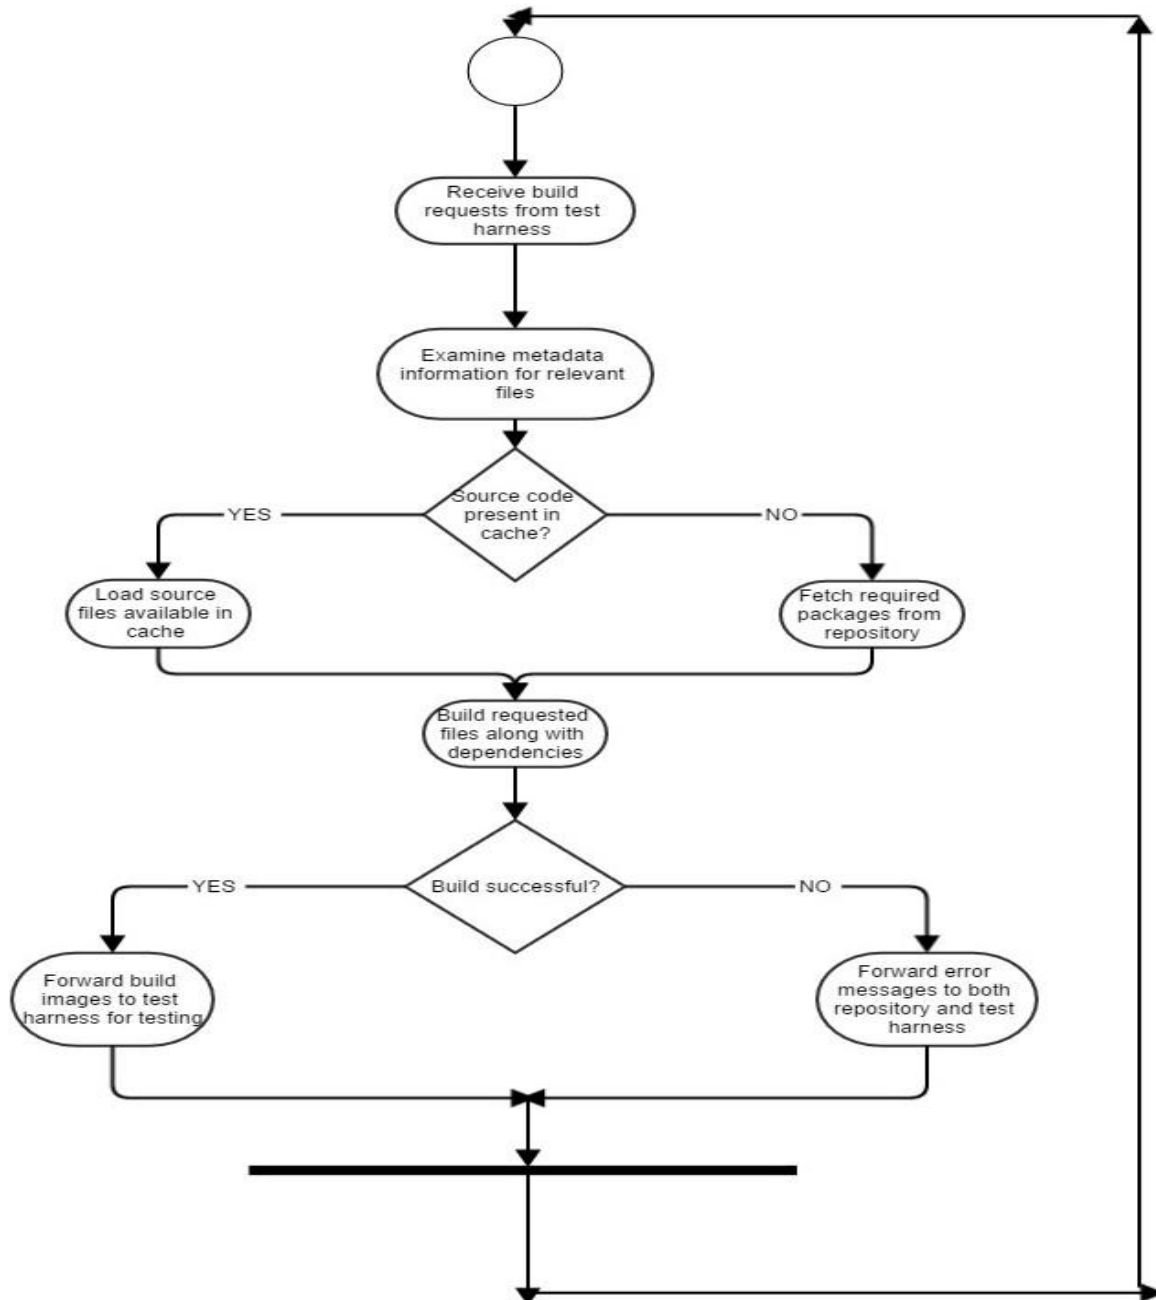 Receive build
requests from test
harness
Examine metadata
information for relevant
files
Source code
present in
cache?
YES
NO
Load source
files available in
cache
Fetch required
packages from
repository
Build requested
files along with
dependencies
Build successful?
YES
NO
Forward build
images to test
harness for testing
Forward error
messages to both
repository and test
harness